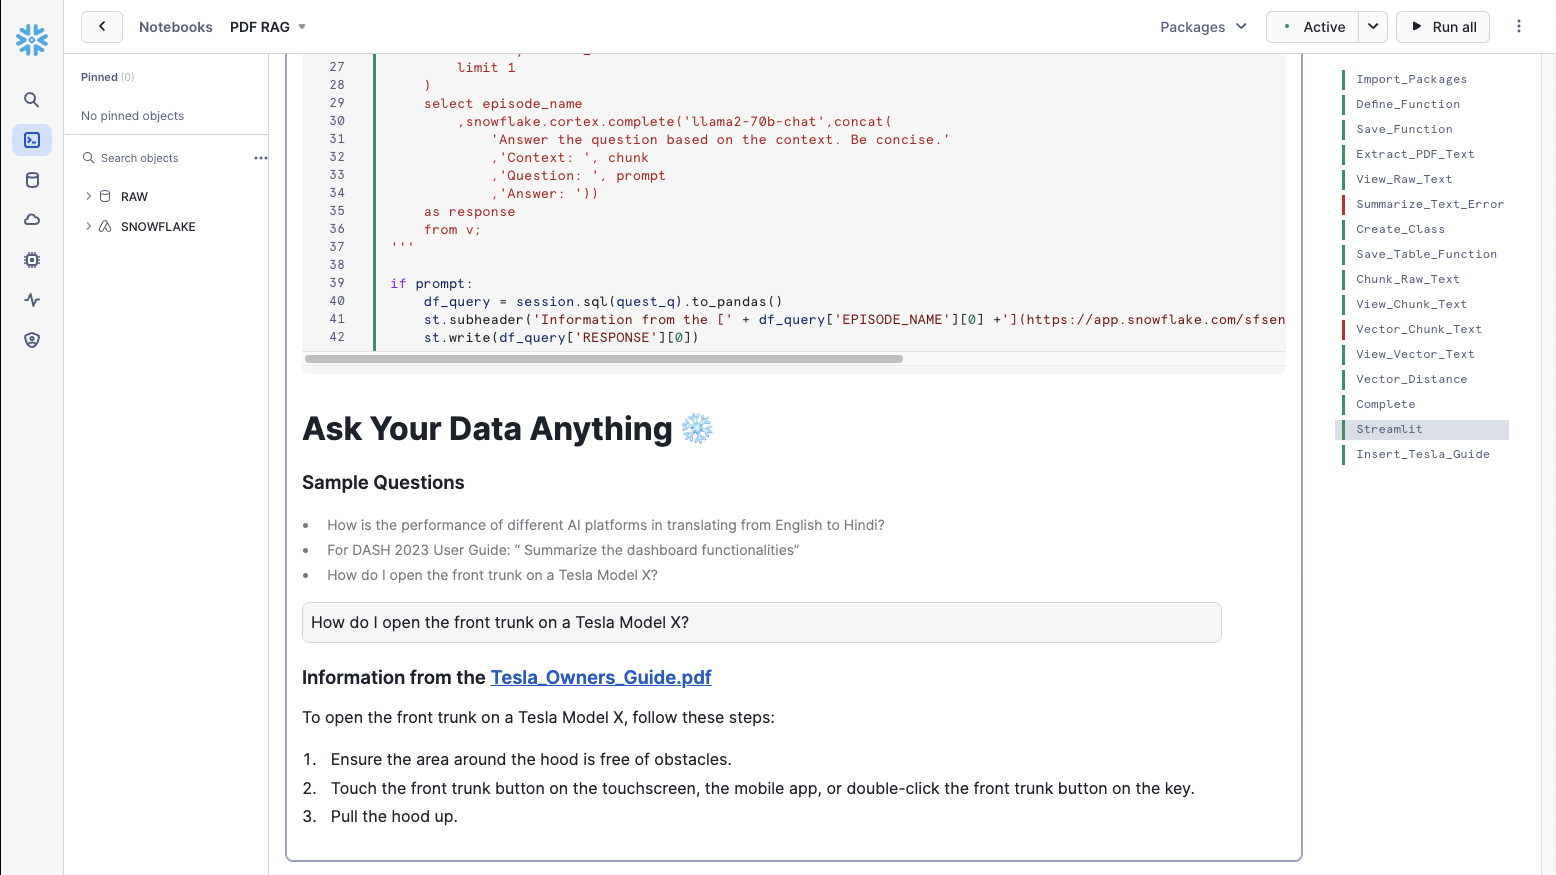 Notebooks PDF RAG
Packages
Active
Run all
Pinned (0)
No pinned objects
Search objects
RAW
SNOWFLAKE
27 limit 1
28 )
29 select episode_name
30 ,snowflake.cortex.complete('llama2-70b-chat',concat(
31 'Answer the question based on the context. Be concise.'
32 ,'Context: ', chunk
33 ,'Question: ', prompt
34 ,'Answer: '))
35 as response
36 from v;
37 '''
38
39 if prompt:
40 df_query = session.sql(quest_q).to_pandas()
41 st.subheader('Information from the [' + df_query['EPISODE_NAME'][0] +'](https://app.snowflake.com/sfsen
42 st.write(df_query['RESPONSE'][0])
Ask Your Data Anything ❄️
Sample Questions
• How is the performance of different AI platforms in translating from English to Hindi?
• For DASH 2023 User Guide: “ Summarize the dashboard functionalities”
• How do I open the front trunk on a Tesla Model X?
How do I open the front trunk on a Tesla Model X?
Information from the Tesla_Owners_Guide.pdf
To open the front trunk on a Tesla Model X, follow these steps:
1. Ensure the area around the hood is free of obstacles.
2. Touch the front trunk button on the touchscreen, the mobile app, or double-click the front trunk button on the key.
3. Pull the hood up.
Import_Packages
Define_Function
Save_Function
Extract_PDF_Text
View_Raw_Text
Summarize_Text_Error
Create_Class
Save_Table_Function
Chunk_Raw_Text
View_Chunk_Text
Vector_Chunk_Text
View_Vector_Text
Vector_Distance
Complete
Streamlit
Insert_Tesla_Guide